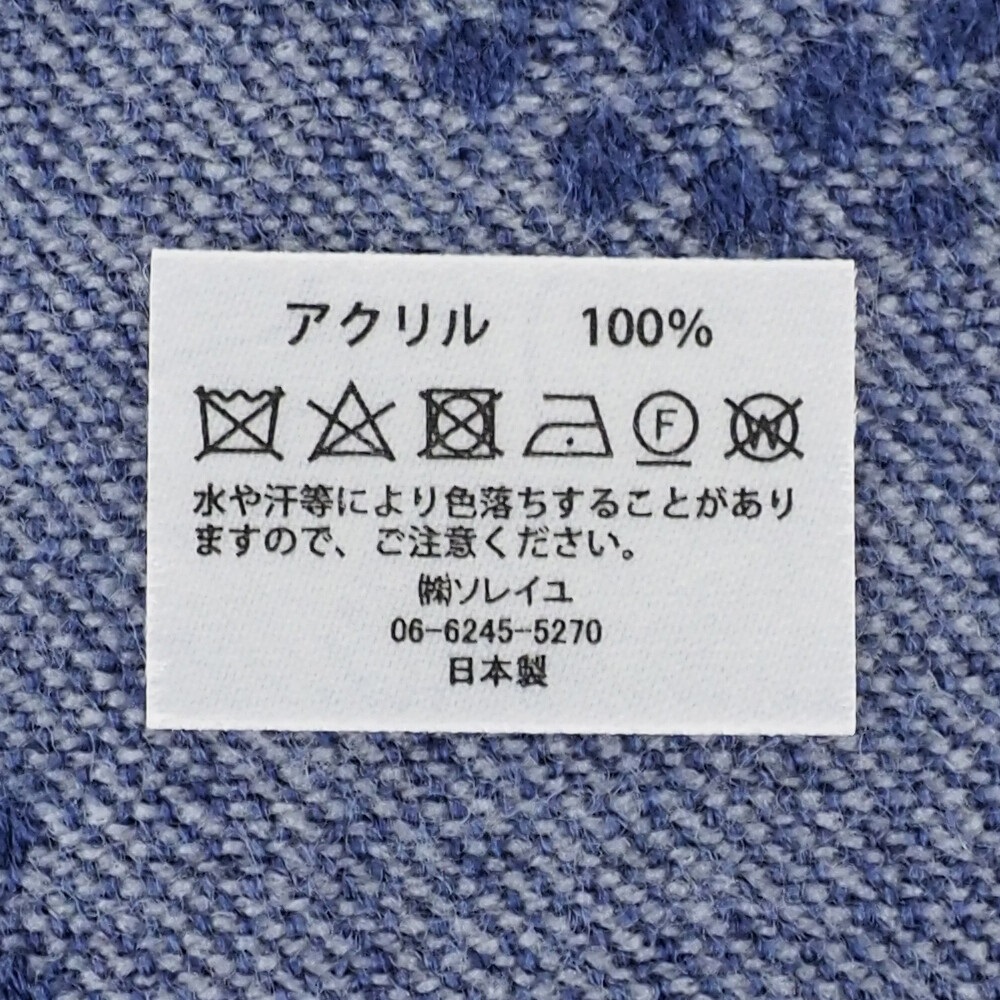 アクリル 100%
F W
水や汗等により色落ちすることがあり
ますので、ご注意ください。
㈱ソレイユ
06-6245-5270
日本製